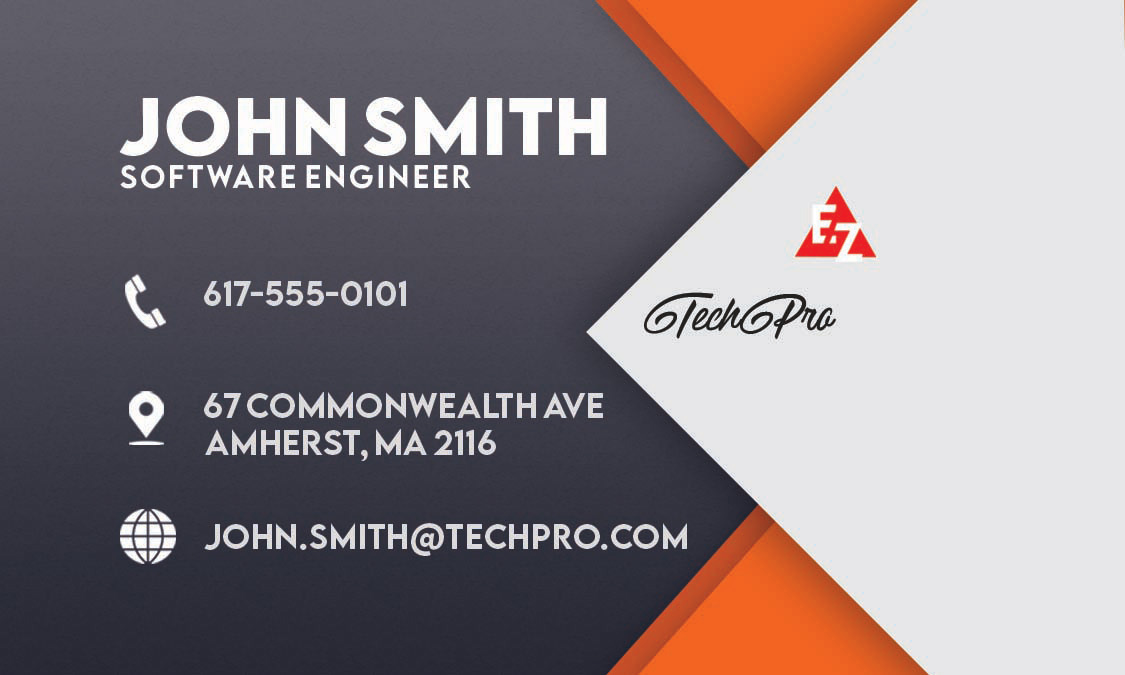 JOHN SMITH
SOFTWARE ENGINEER
617-555-0101
67 COMMONWEALTH AVE
AMHERST, MA 2116
JOHN.SMITH@TECHPRO.COM
EZ
TechPro